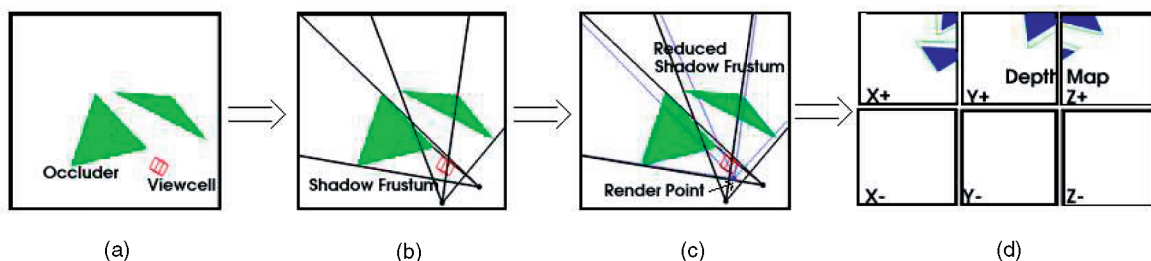 Occluder
Viewcell
(a)
Shadow Frustum
(b)
Reduced
Shadow Frustum
Render Point
(c)
Depth Map
X+
Y+
Z+
X-
Y-
Z-
(d)